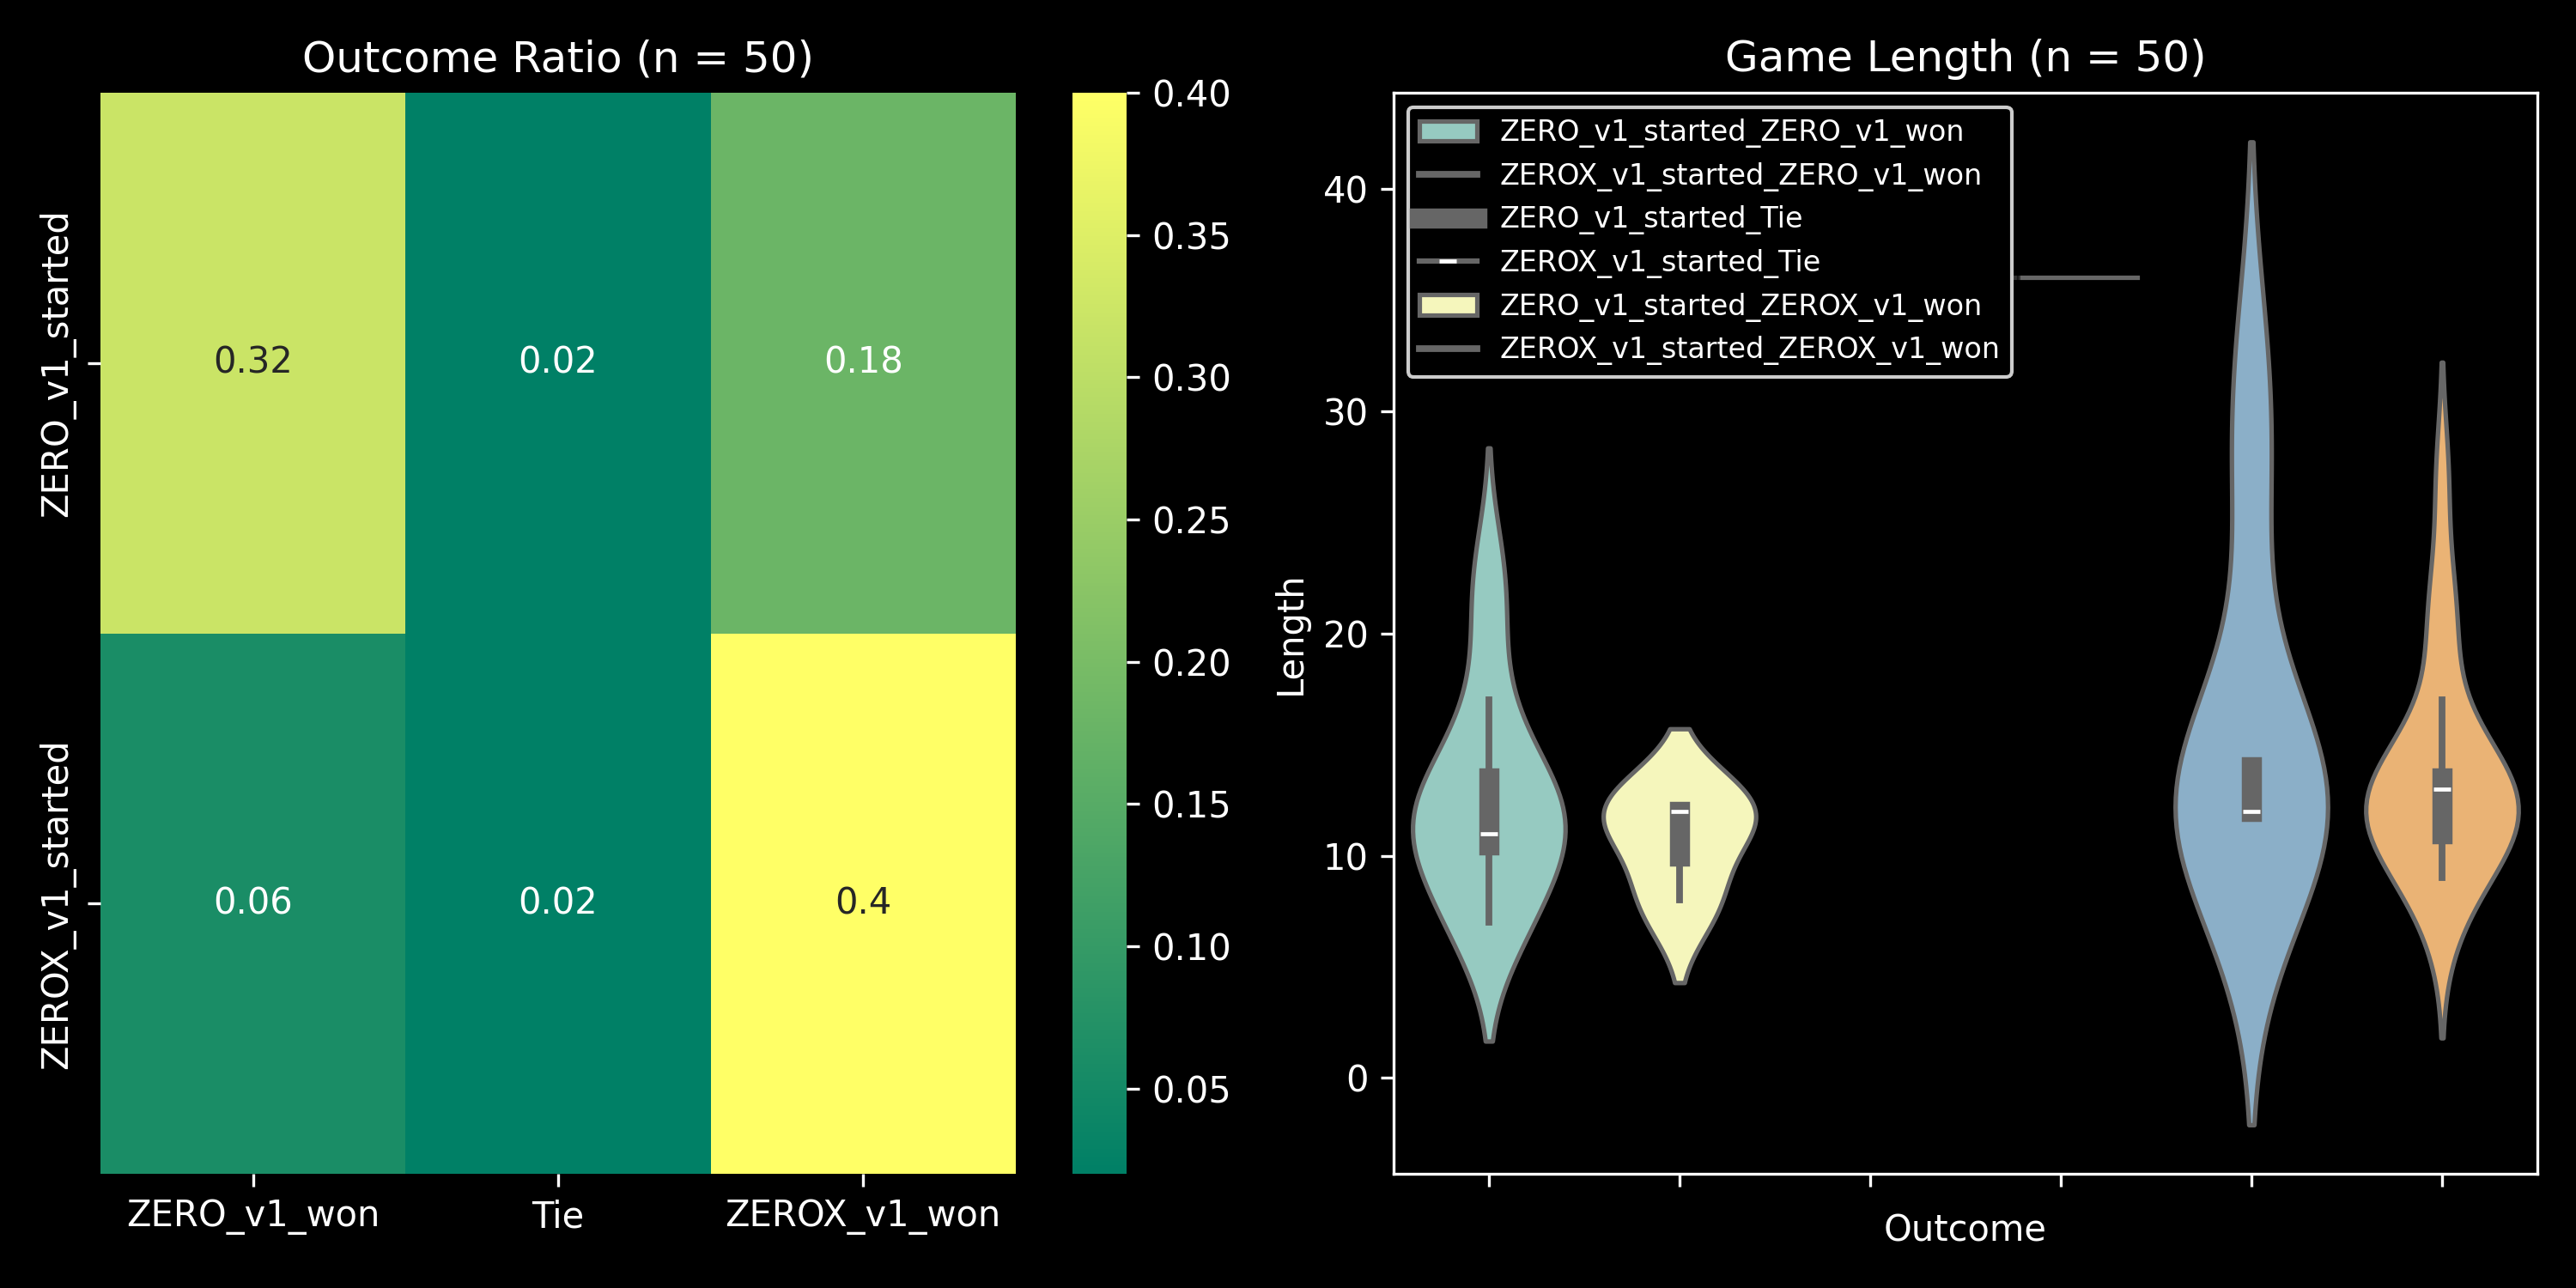 Outcome Ratio (n = 50)
ZERO_v1_started
ZEROX_v1_started
0.32
0.02
0.18
0.06
0.02
0.4
ZERO_v1_won
Tie
ZEROX_v1_won
0.40
0.35
0.30
0.25
0.20
0.15
0.10
0.05
Game Length (n = 50)
ZERO_v1_started_ZERO_v1_won
ZEROX_v1_started_ZERO_v1_won
ZERO_v1_started_Tie
ZEROX_v1_started_Tie
ZERO_v1_started_ZEROX_v1_won
ZEROX_v1_started_ZEROX_v1_won
Length
40
30
20
10
0
Outcome